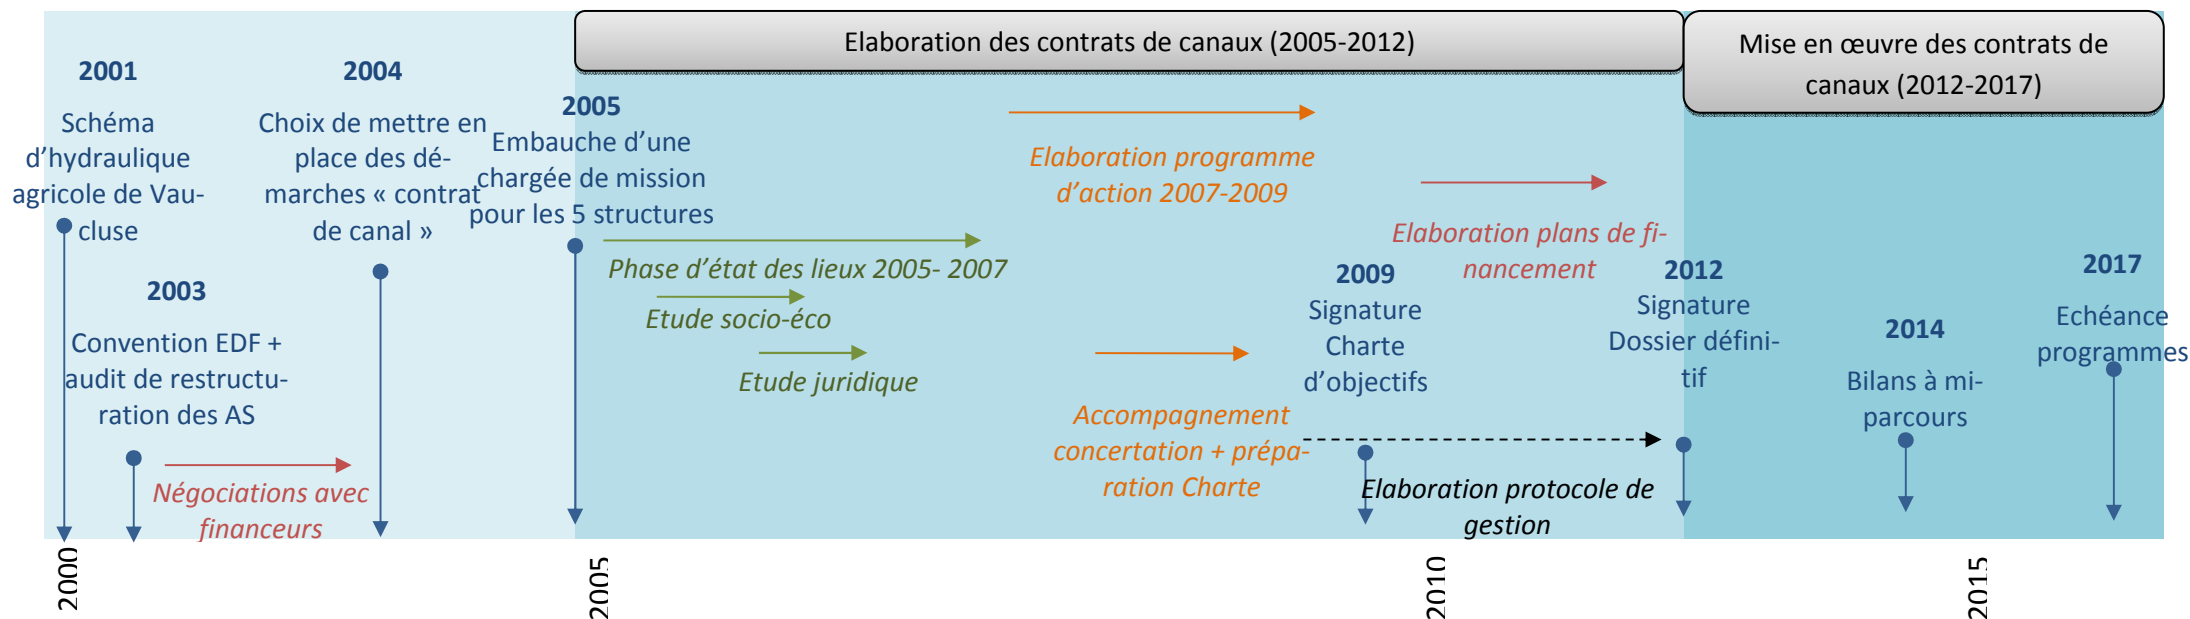 Elaboration des contrats de canaux (2005-2012)
Mise en œuvre des contrats de
canaux (2012-2017)
2001
Schéma
d’hydraulique
agricole de Vau-
cluse
2003
Convention EDF +
audit de restructu-
ration des AS
Négociations avec
financeurs
2004
Choix de mettre en
place des dé-
marches « contrat
de canal »
2005
Embauche d’une
chargée de mission
pour les 5 structures
Phase d’état des lieux 2005- 2007
Etude socio-éco
Etude juridique
Elaboration programme
d’action 2007-2009
Accompagnement
concertation + prépa-
ration Charte
Elaboration plans de fi-
nancement
2009
Signature
Charte
d’objectifs
Elaboration protocole de
gestion
2012
Signature
Dossier défini-
tif
2014
Bilans à mi-
parcours
2017
Echéance
programmes
2000
2005
2010
2015